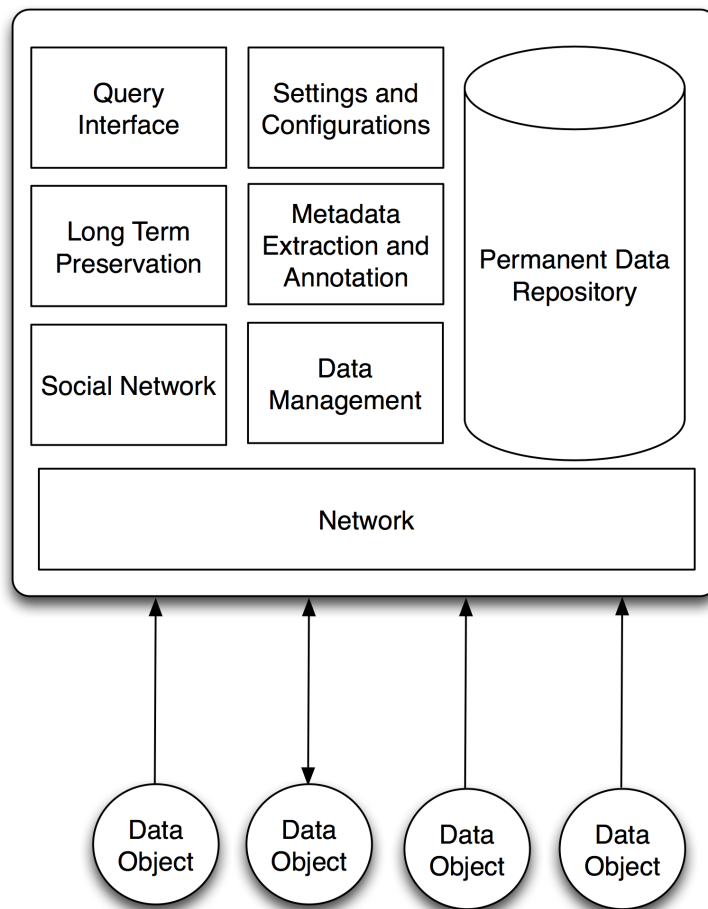 Query
Interface
Settings and
Configurations
Long Term
Preservation
Metadata
Extraction and
Annotation
Permanent Data
Repository
Social Network
Data
Management
Network
Data
Object
Data
Object
Data
Object
Data
Object